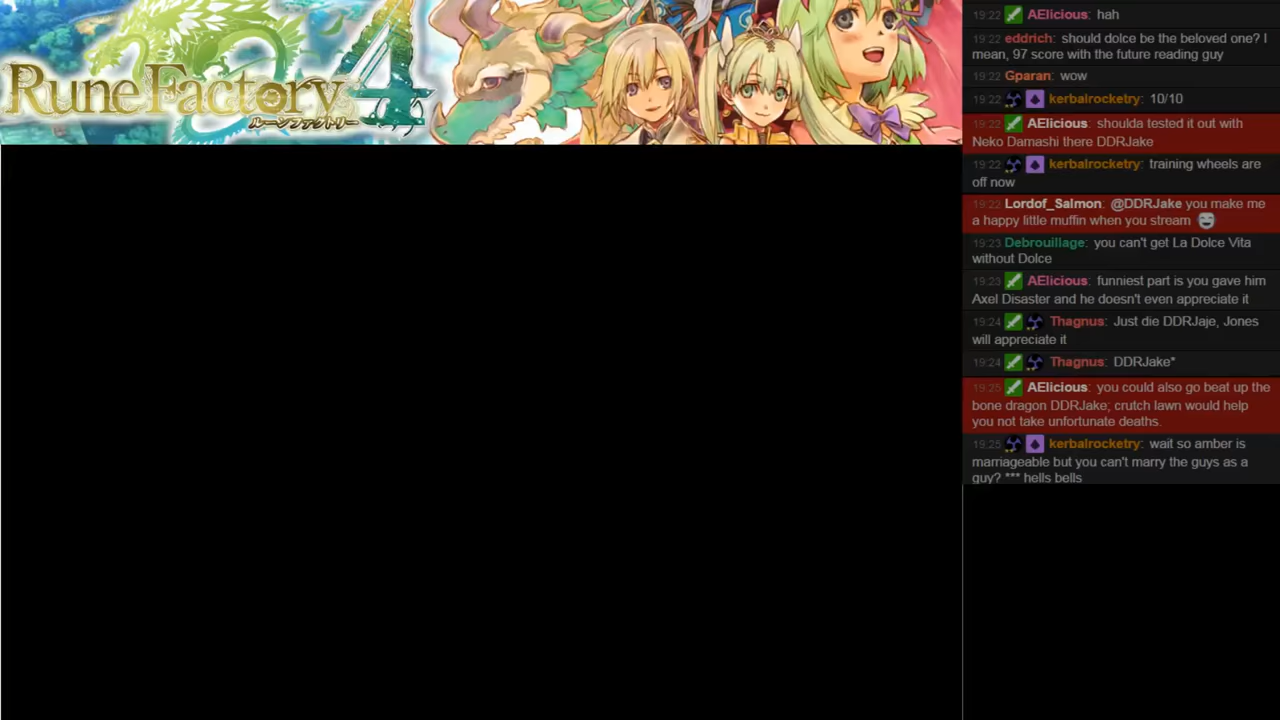 Rune Factory 4
ルーンファクトリー
19:22 AElicious: hah
19:22 eddrich: should dolce be the beloved one? I
mean, 97 score with the future reading guy
19:22 Gparan: wow
19:22 kerbalrocketry: 10/10
19:22 AElicious: shoulda tested it out with
Neko Damashi there DDRJake
19:22 kerbalrocketry: training wheels are
off now
19:22 Lordof_Salmon: @DDRJake you make me
a happy little muffin when you stream
19:23 Debrouillage: you can't get La Dolce Vita
without Dolce
19:23 AElicious: funniest part is you gave him
Axel Disaster and he doesn't even appreciate it
19:24 Thagnus: Just die DDRJaje, Jones
will appreciate it
19:24 Thagnus: DDRJake*
19:25 AElicious: you could also go beat up the
bone dragon DDRJake; crutch lawn would help
you not take unfortunate deaths.
19:25 kerbalrocketry: wait so amber is
marriageable but you can't marry the guys as a
guy? *** hells bells